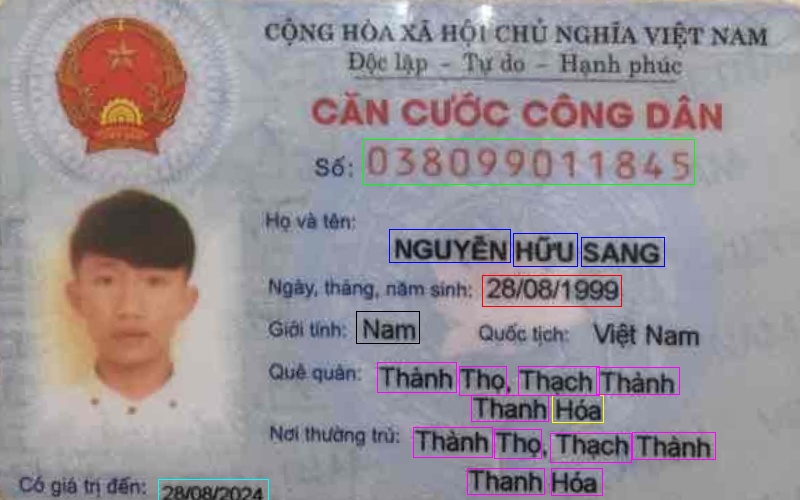 CỘNG HÒA XÃ HỘI CHỦ NGHĨA VIỆT NAM
Độc lập - Tự do - Hạnh phúc
CĂN CƯỚC CÔNG DÂN
Số: 038099011845
Họ và tên:
NGUYỄN HỮU SANG
Ngày, tháng, năm sinh: 28/08/1999
Giới tính: Nam Quốc tịch: Việt Nam
Quê quán: Thành Thọ, Thạch Thành
Thanh Hóa
Nơi thường trú: Thành Thọ, Thạch Thành
Thanh Hóa
Có giá trị đến: 28/08/2024